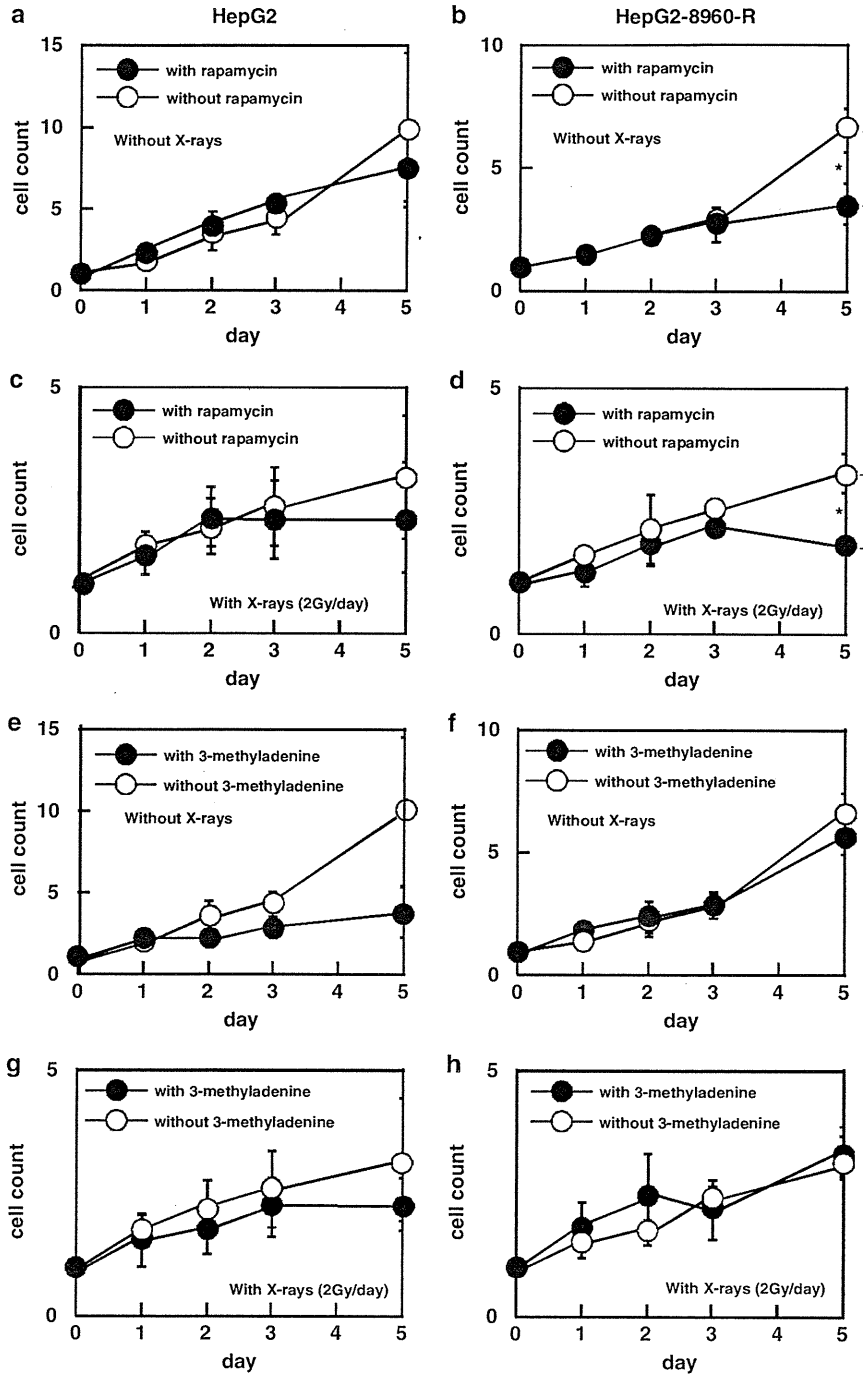 a HepG2
15
10
5
0
cell count
with rapamycin
without rapamycin
Without X-rays
0 1 2 3 4 5
day
b HepG2-8960-R
10
5
0
cell count
with rapamycin
without rapamycin
Without X-rays
*
0 1 2 3 4 5
day
c
5
0
cell count
with rapamycin
without rapamycin
With X-rays (2Gy/day)
0 1 2 3 4 5
day
d
5
0
cell count
with rapamycin
without rapamycin
*
With X-rays (2Gy/day)
0 1 2 3 4 5
day
e
15
10
5
0
cell count
with 3-methyladenine
without 3-methyladenine
Without X-rays
0 1 2 3 4 5
day
f
10
5
0
cell count
with 3-methyladenine
without 3-methyladenine
Without X-rays
0 1 2 3 4 5
day
g
5
0
cell count
with 3-methyladenine
without 3-methyladenine
With X-rays (2Gy/day)
0 1 2 3 4 5
day
h
5
0
cell count
with 3-methyladenine
without 3-methyladenine
With X-rays (2Gy/day)
0 1 2 3 4 5
day